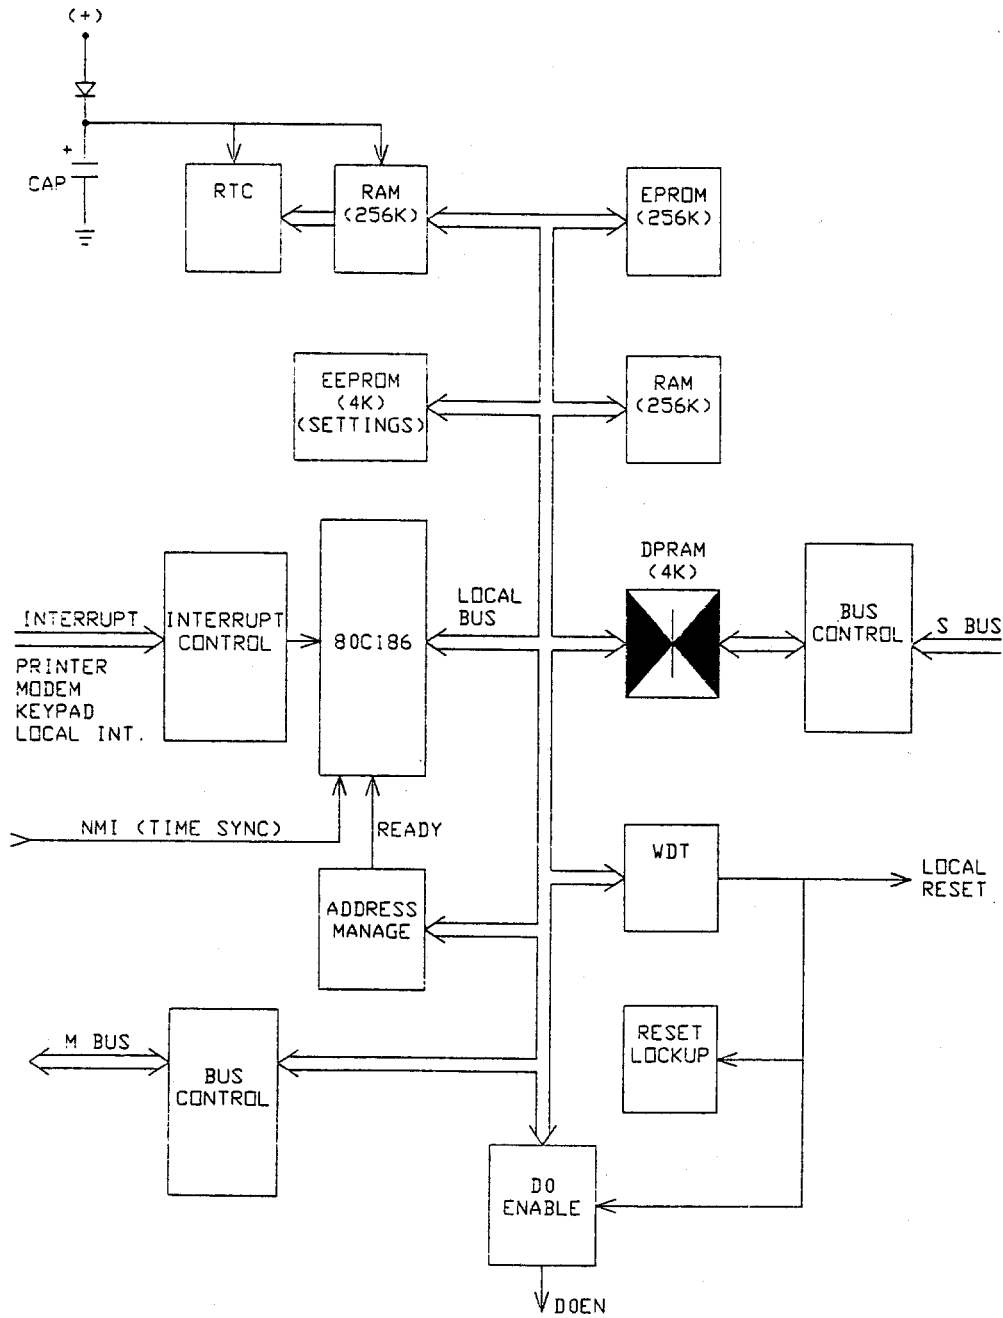 (+)
+
CAP
RTC
RAM
(256K)
EPROM
(256K)
EEPROM
(4K)
(SETTINGS)
RAM
(256K)
INTERRUPT
PRINTER
MODEM
KEYPAD
LOCAL INT.
INTERRUPT
CONTROL
80C186
LOCAL
BUS
DPRAM
(4K)
BUS
CONTROL
S BUS
NMI (TIME SYNC)
READY
WDT
LOCAL
RESET
ADDRESS
MANAGE
M BUS
BUS
CONTROL
RESET
LOCKUP
DO
ENABLE
DOEN